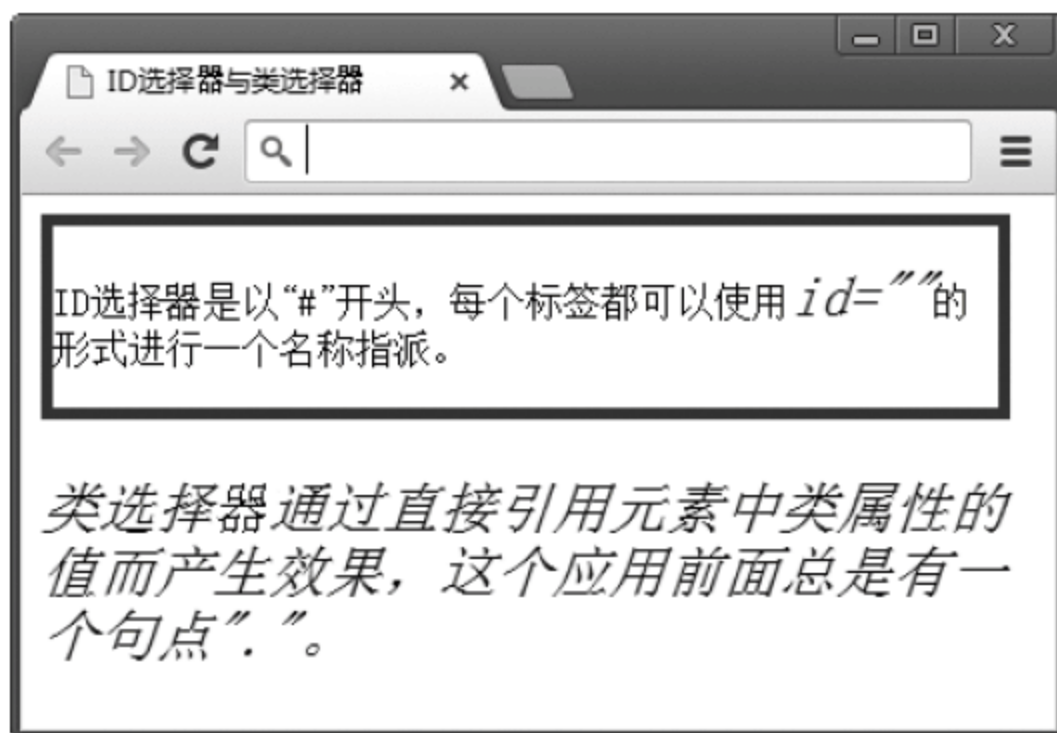 ID选择器与类选择器
ID选择器是以“#”开头，每个标签都可以使用id=""的
形式进行一个名称指派。
类选择器通过直接引用元素中类属性的
值而产生效果，这个应用前面总是有一
个句点"."。